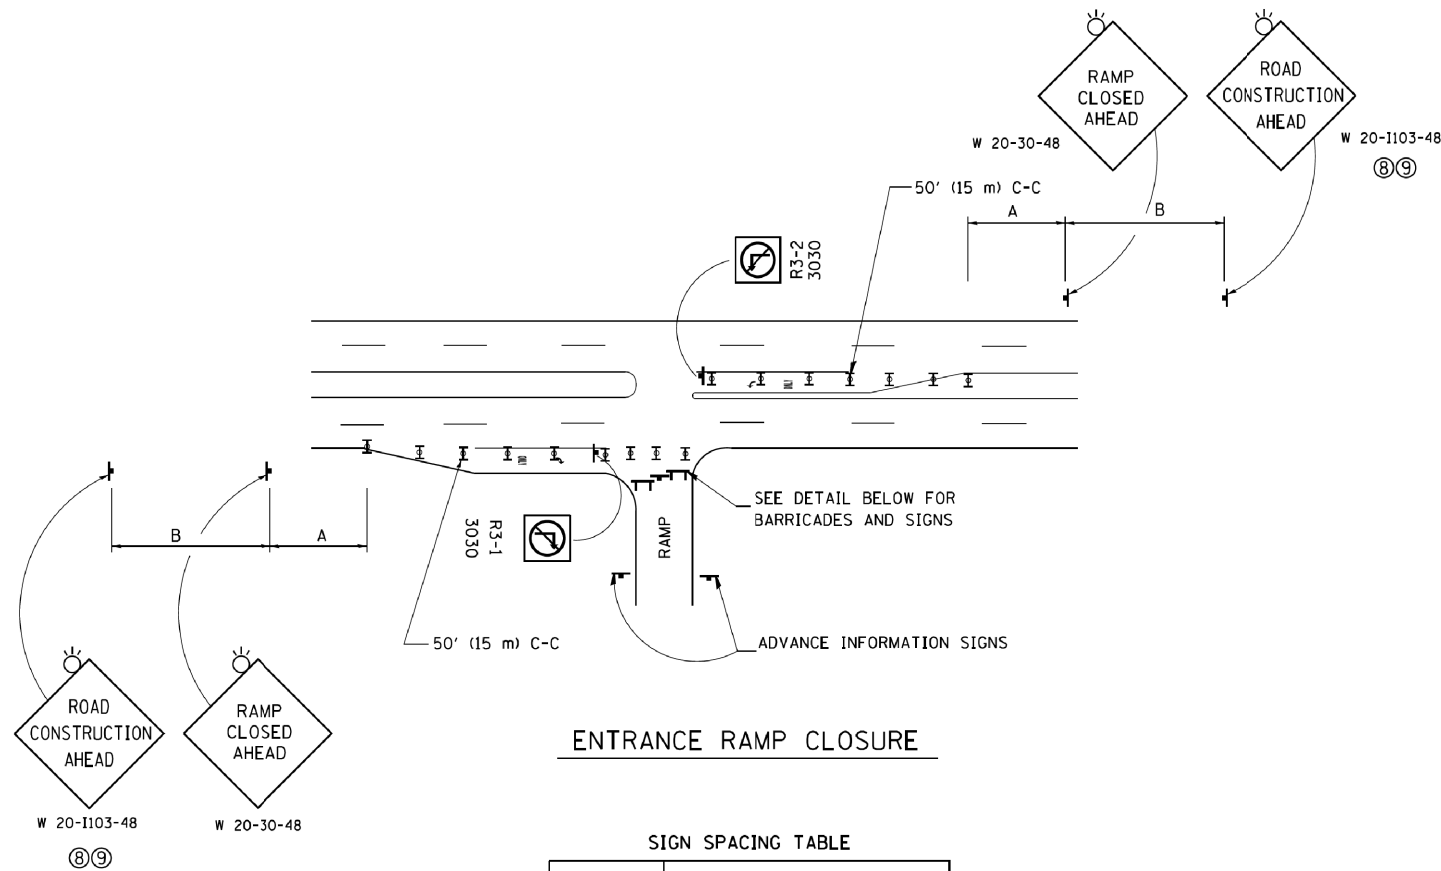 RAMP
CLOSED
AHEAD
ROAD
CONSTRUCTION
AHEAD
W 20-30-48
W 20-I103-48
⑧⑨
50' (15 m) C-C
A
B
R3-2
3030
SEE DETAIL BELOW FOR
BARRICADES AND SIGNS
RAMP
B
A
R3-1
3030
50' (15 m) C-C
ADVANCE INFORMATION SIGNS
ROAD
CONSTRUCTION
AHEAD
RAMP
CLOSED
AHEAD
W 20-I103-48
W 20-30-48
⑧⑨
ENTRANCE RAMP CLOSURE
SIGN SPACING TABLE